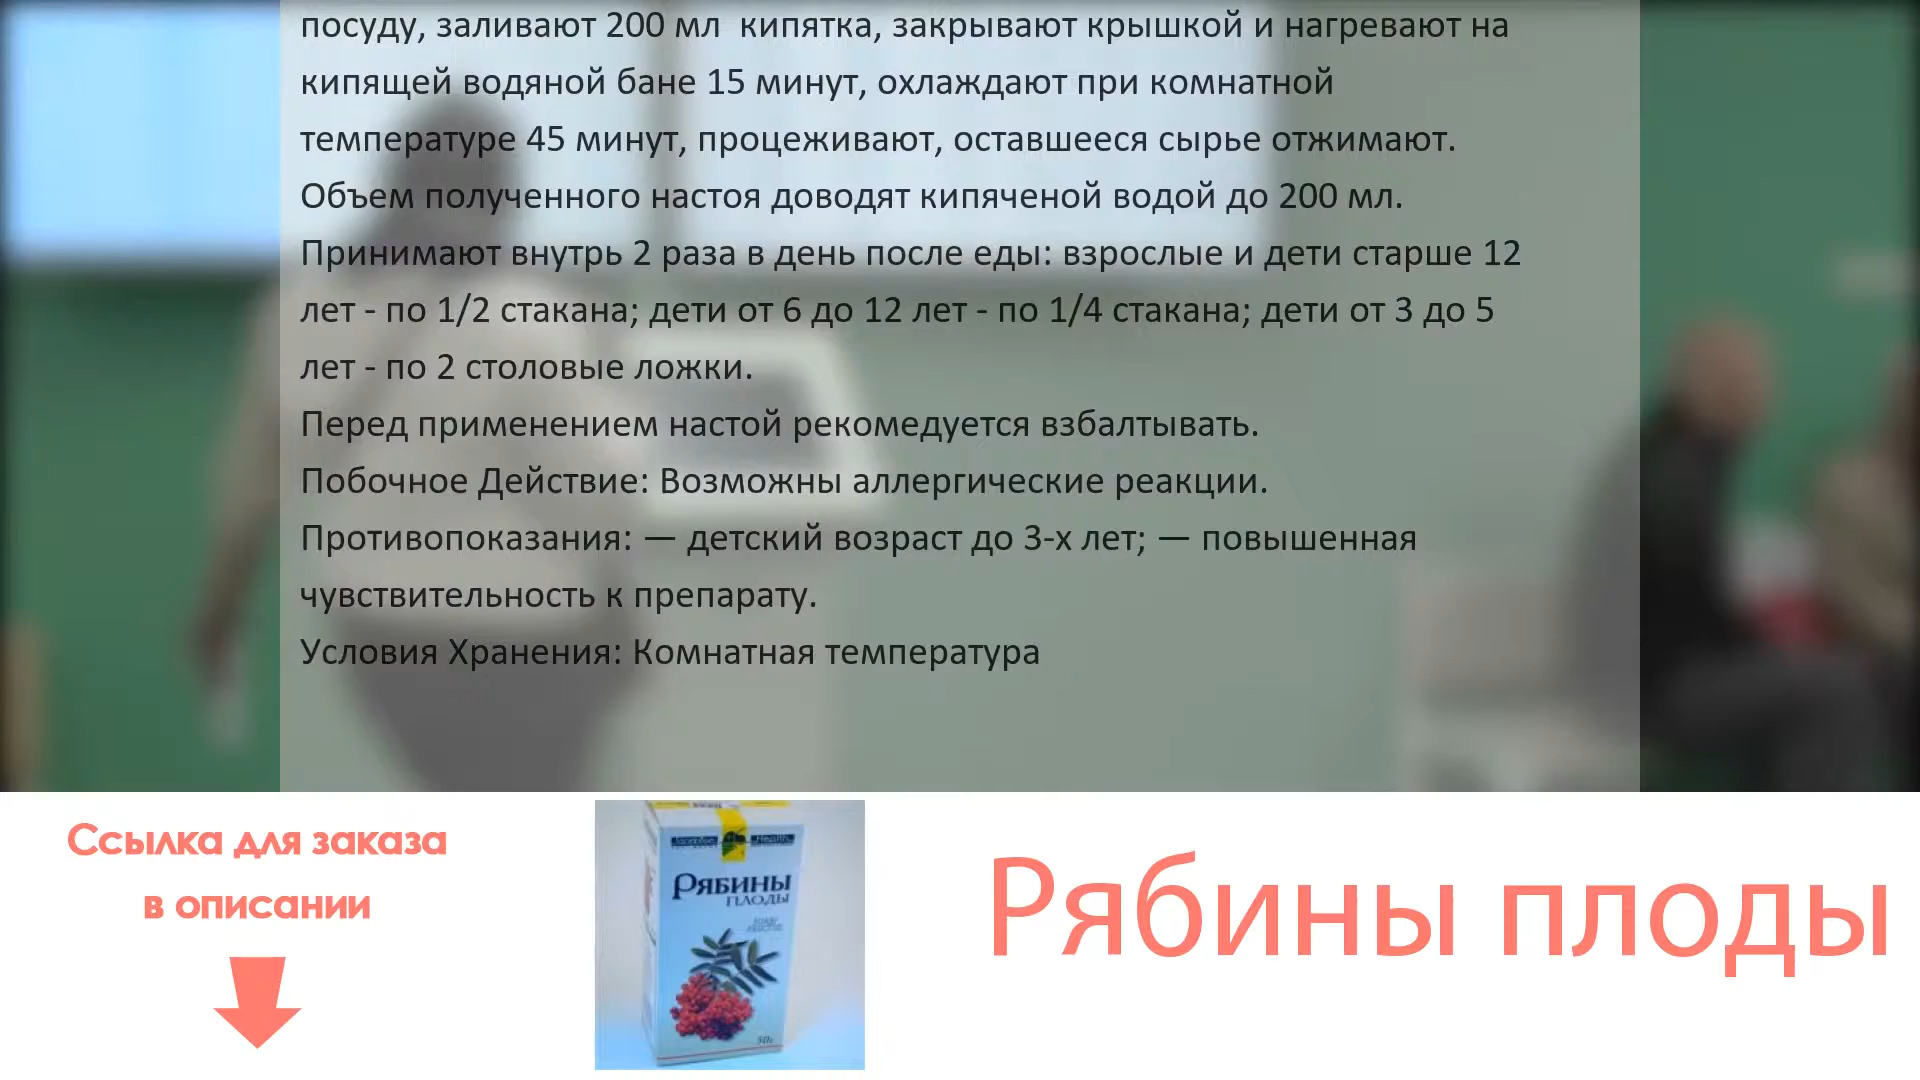 посуду, заливают 200 мл  кипятка, закрывают крышкой и нагревают на
кипящей водяной бане 15 минут, охлаждают при комнатной
температуре 45 минут, процеживают, оставшееся сырье отжимают.
Объем полученного настоя доводят кипяченой водой до 200 мл.
Принимают внутрь 2 раза в день после еды: взрослые и дети старше 12
лет - по 1/2 стакана; дети от 6 до 12 лет - по 1/4 стакана; дети от 3 до 5
лет - по 2 столовые ложки.
Перед применением настой рекомедуется взбалтывать.
Побочное Действие: Возможны аллергические реакции.
Противопоказания: — детский возраст до 3-х лет; — повышенная
чувствительность к препарату.
Условия Хранения: Комнатная температура
Ссылка для заказа
в описании
Рябины
плоды
50г
Рябины плоды